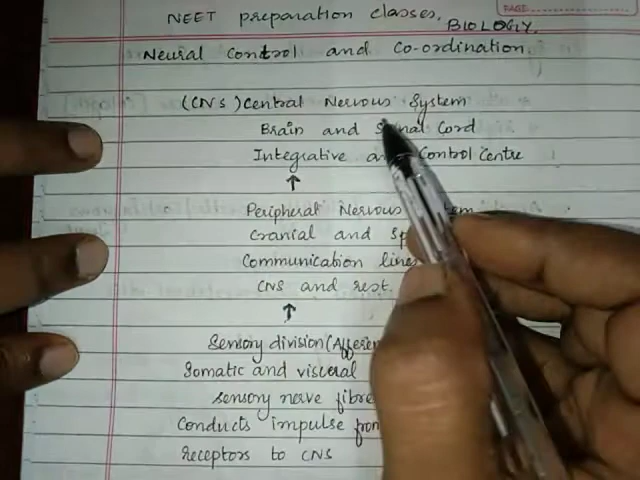 PAGE
NEET preparation classes.
BIOLOGY.
Neural Control and Co-ordination.
(CNS) Central Nervous System
Brain and Cord
Integrative Control Centre
↑
Peripheral Nervous
Cranial and
Communication lines
CNS and rest.
↑
Sensory division
Somatic and visceral
sensory nerve
Conducts impulse
Receptors to CNS